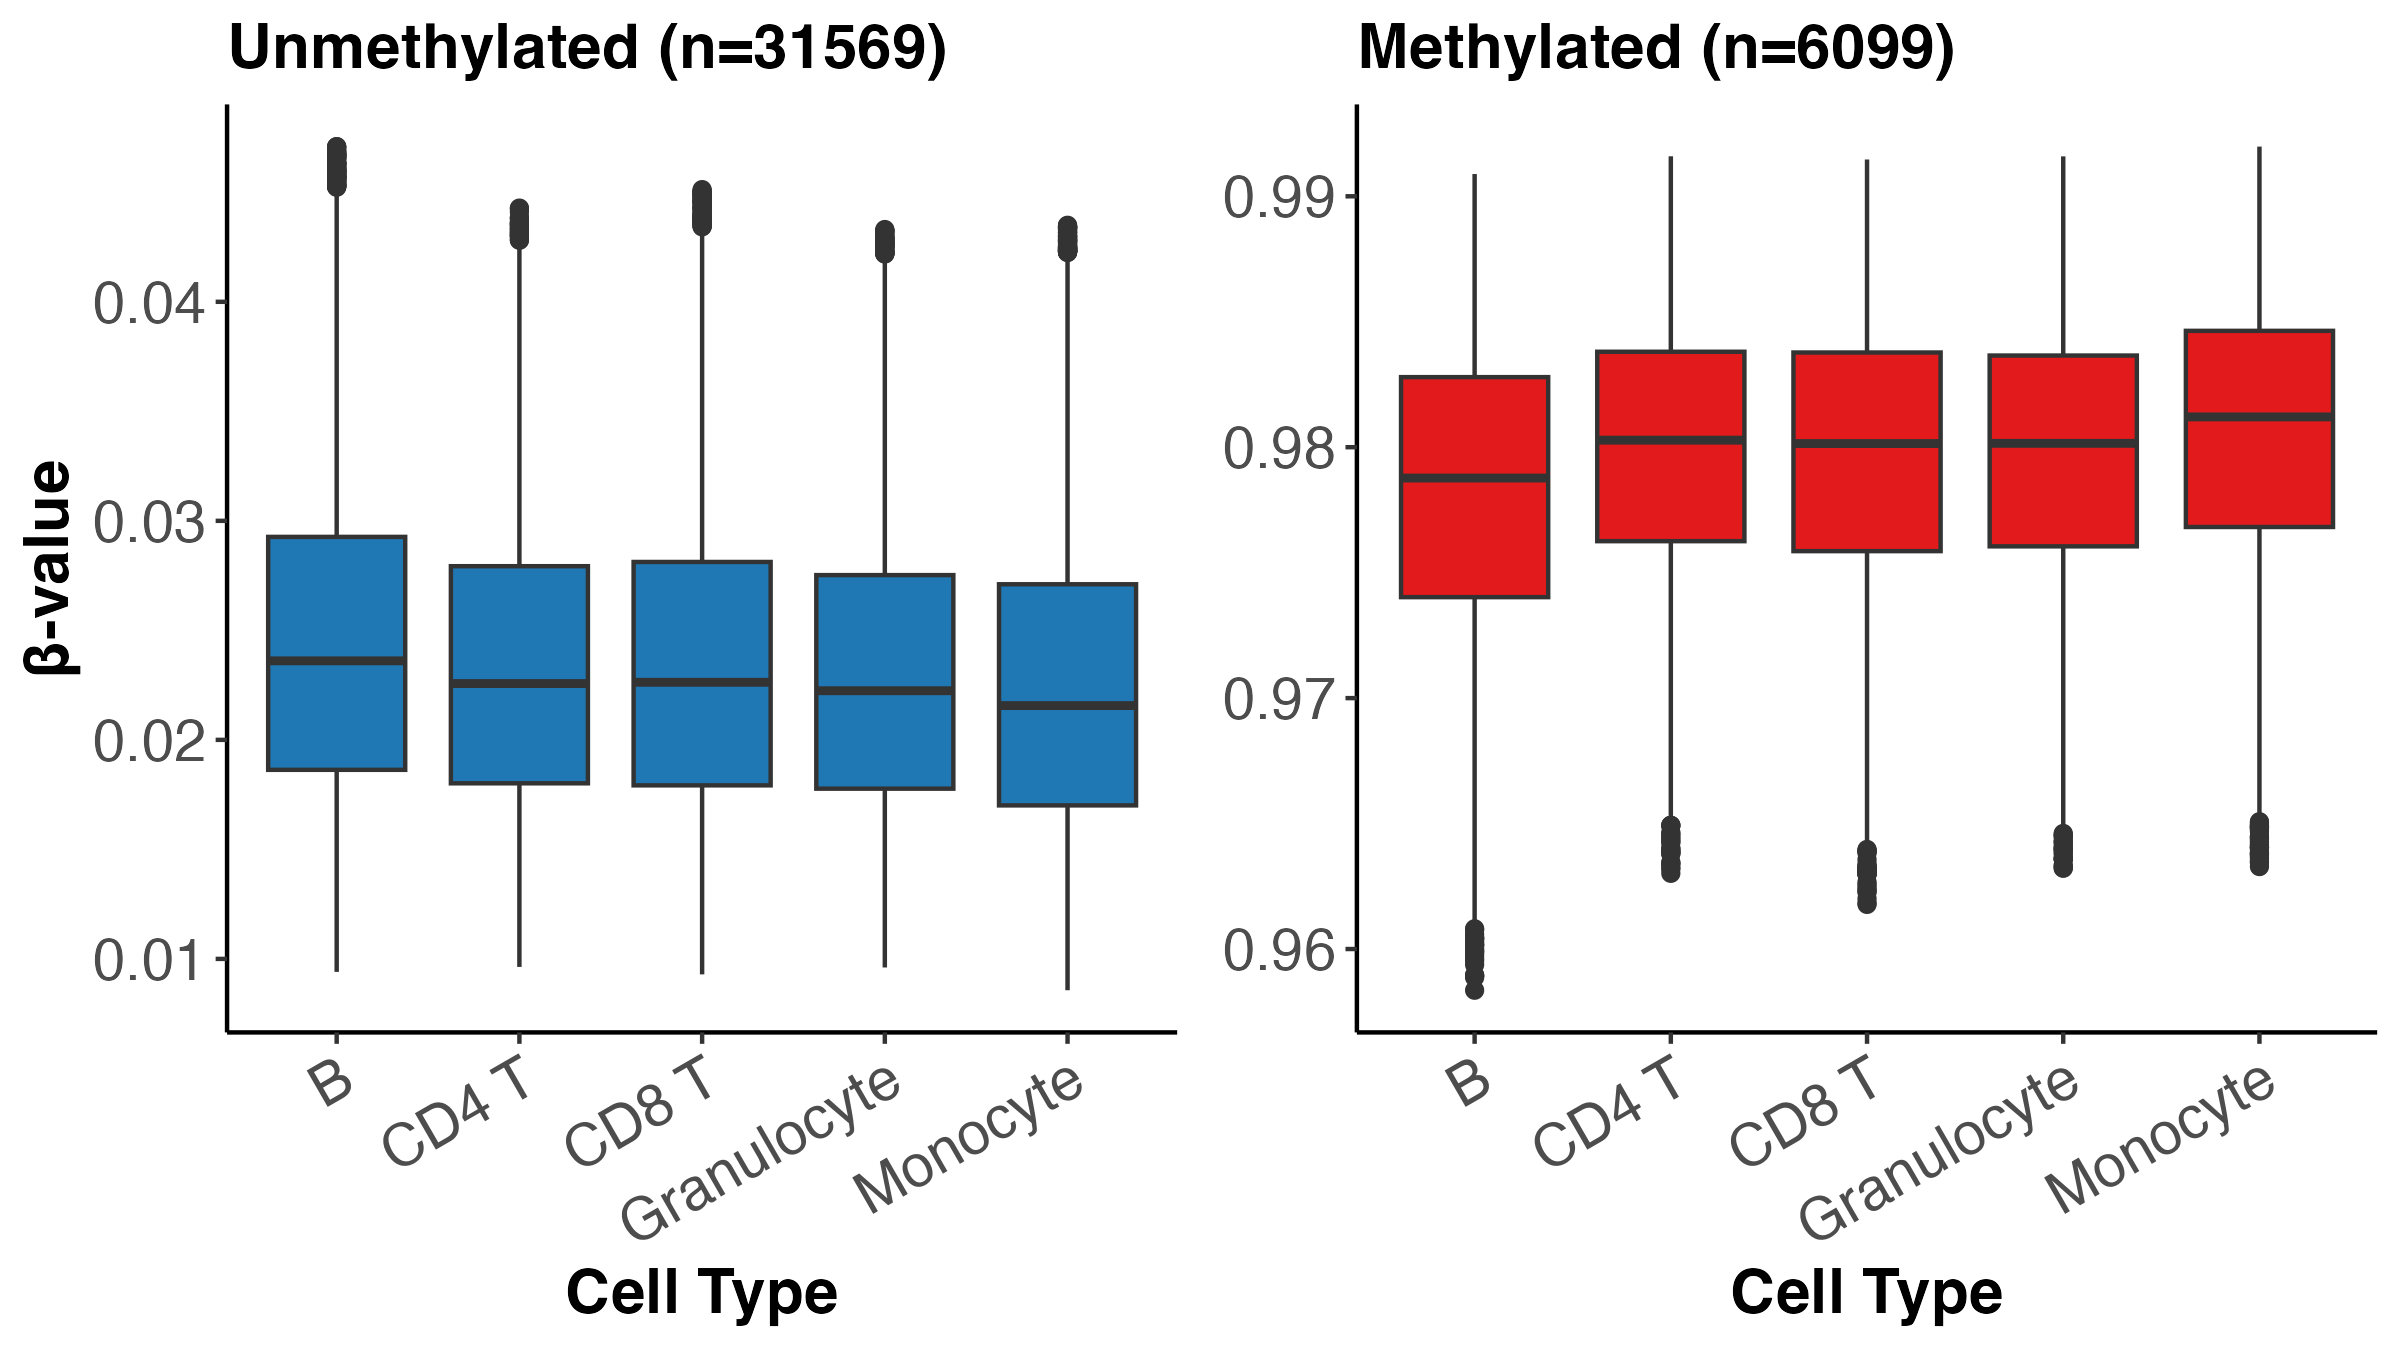 Unmethylated (n=31569)
β-value
0.04
0.03
0.02
0.01
B
CD4 T
CD8 T
Granulocyte
Monocyte
Cell Type
Methylated (n=6099)
0.99
0.98
0.97
0.96
B
CD4 T
CD8 T
Granulocyte
Monocyte
Cell Type